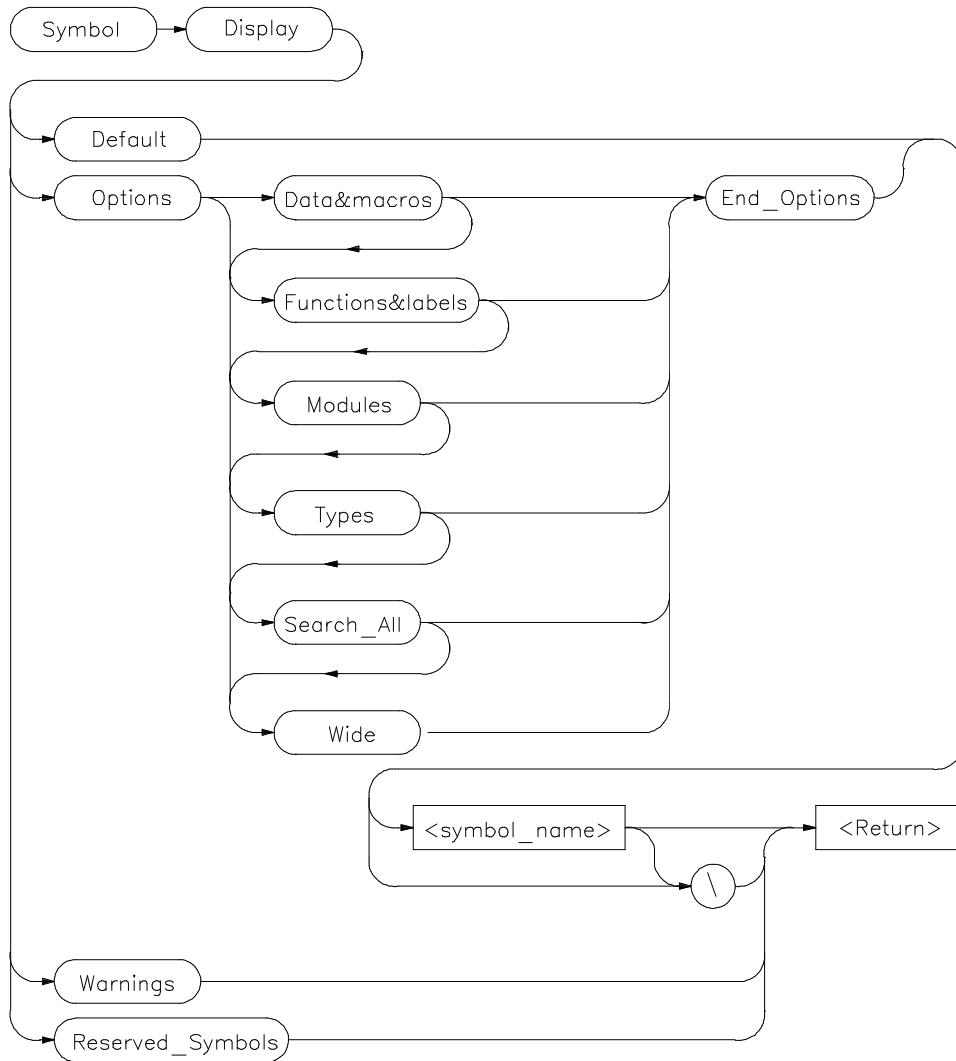 Symbol
Display
Default
Options
Data&macros
End_Options
Functions&labels
Modules
Types
Search_All
Wide
<symbol_name>
<Return>
\
Warnings
Reserved_Symbols